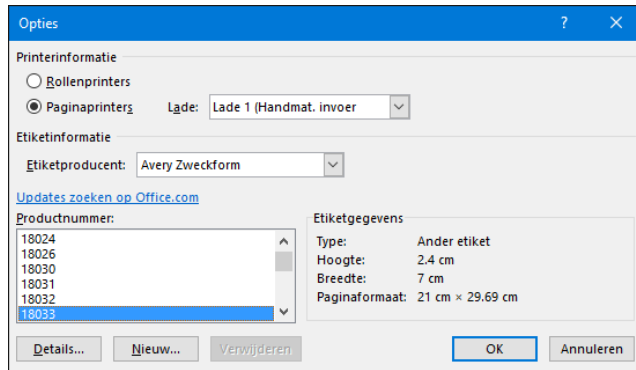 Opties
Printerinformatie
Rollenprinters
Paginaprinters Lade: Lade 1 (Handmat. invoer
Etiketinformatie
Etiketproducent: Avery Zweckform
Updates zoeken op Office.com
Productnummer:
18024
18026
18030
18031
18032
18033
Etiketgegevens
Type: Ander etiket
Hoogte: 2.4 cm
Breedte: 7 cm
Paginaformaat: 21 cm × 29.69 cm
Details... Nieuw... Verwijderen OK Annuleren